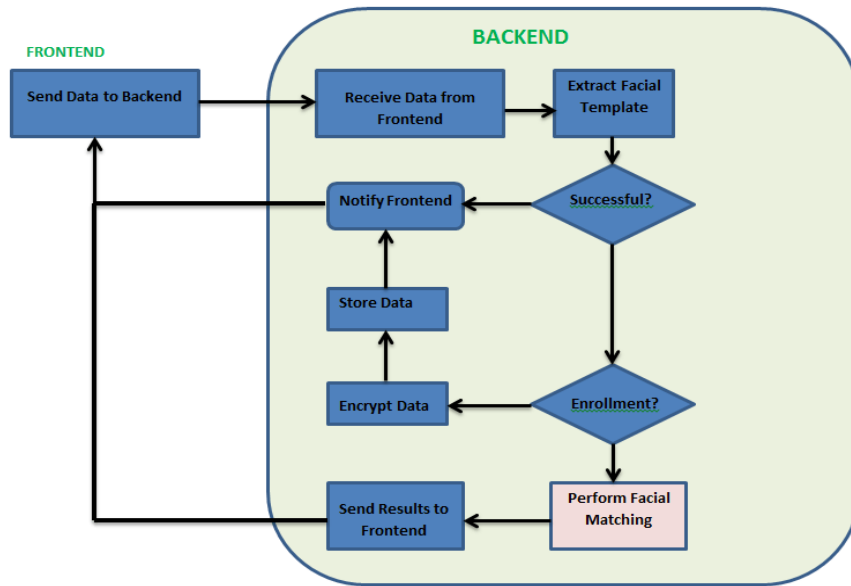 BACKEND
FRONTEND
Send Data to Backend
Receive Data from
Frontend
Extract Facial
Template
Notify Frontend
Successful?
Store Data
Encrypt Data
Enrollment?
Send Results to
Frontend
Perform Facial
Matching